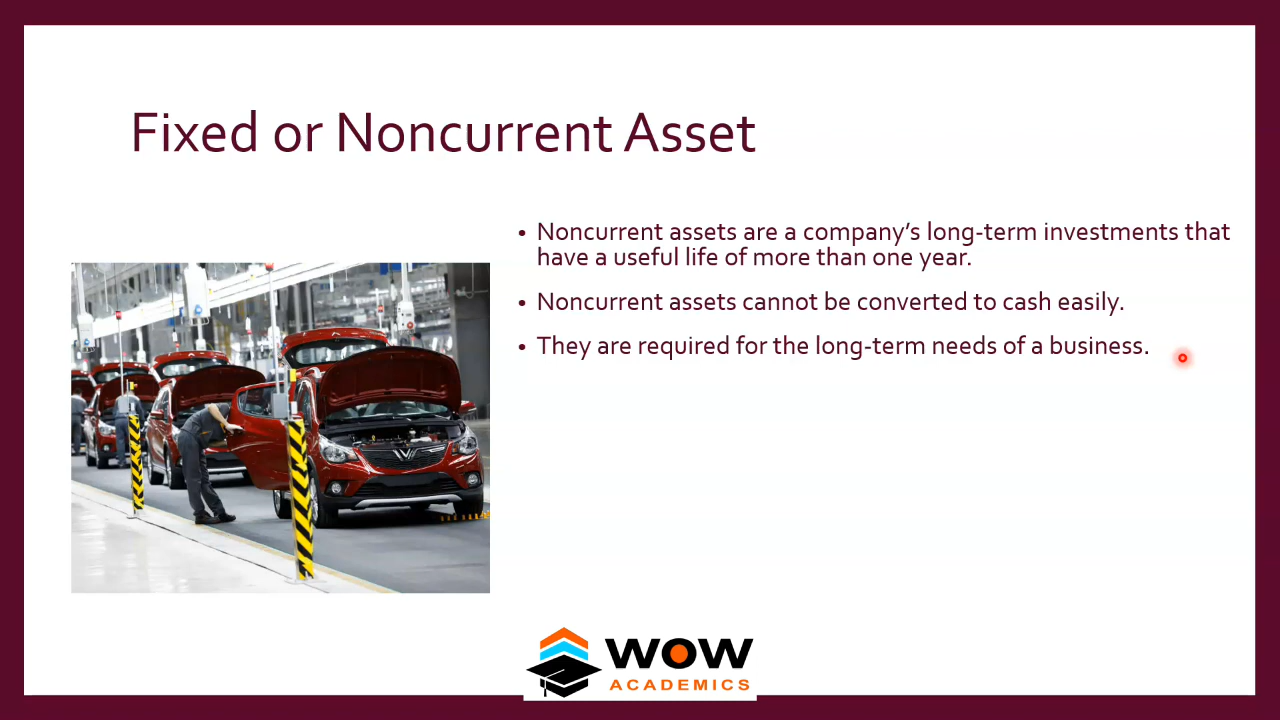 Fixed or Noncurrent Asset
• Noncurrent assets are a company’s long-term investments that
have a useful life of more than one year.
• Noncurrent assets cannot be converted to cash easily.
• They are required for the long-term needs of a business.
WOW
ACADEMICS